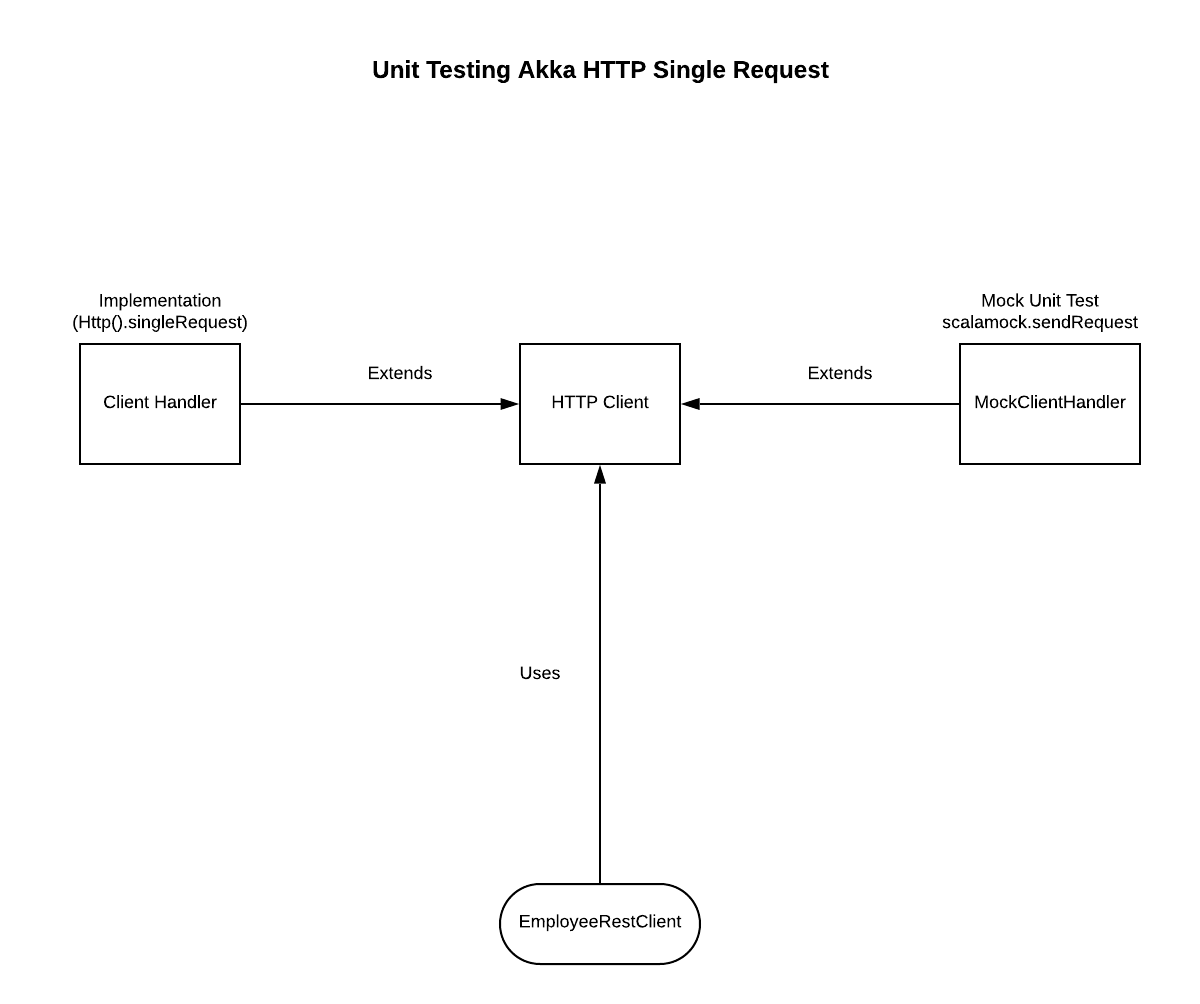 Unit Testing Akka HTTP Single Request
Implementation
(Http().singleRequest)
Mock Unit Test
scalamock.sendRequest
Client Handler
Extends
HTTP Client
Extends
MockClientHandler
Uses
EmployeeRestClient